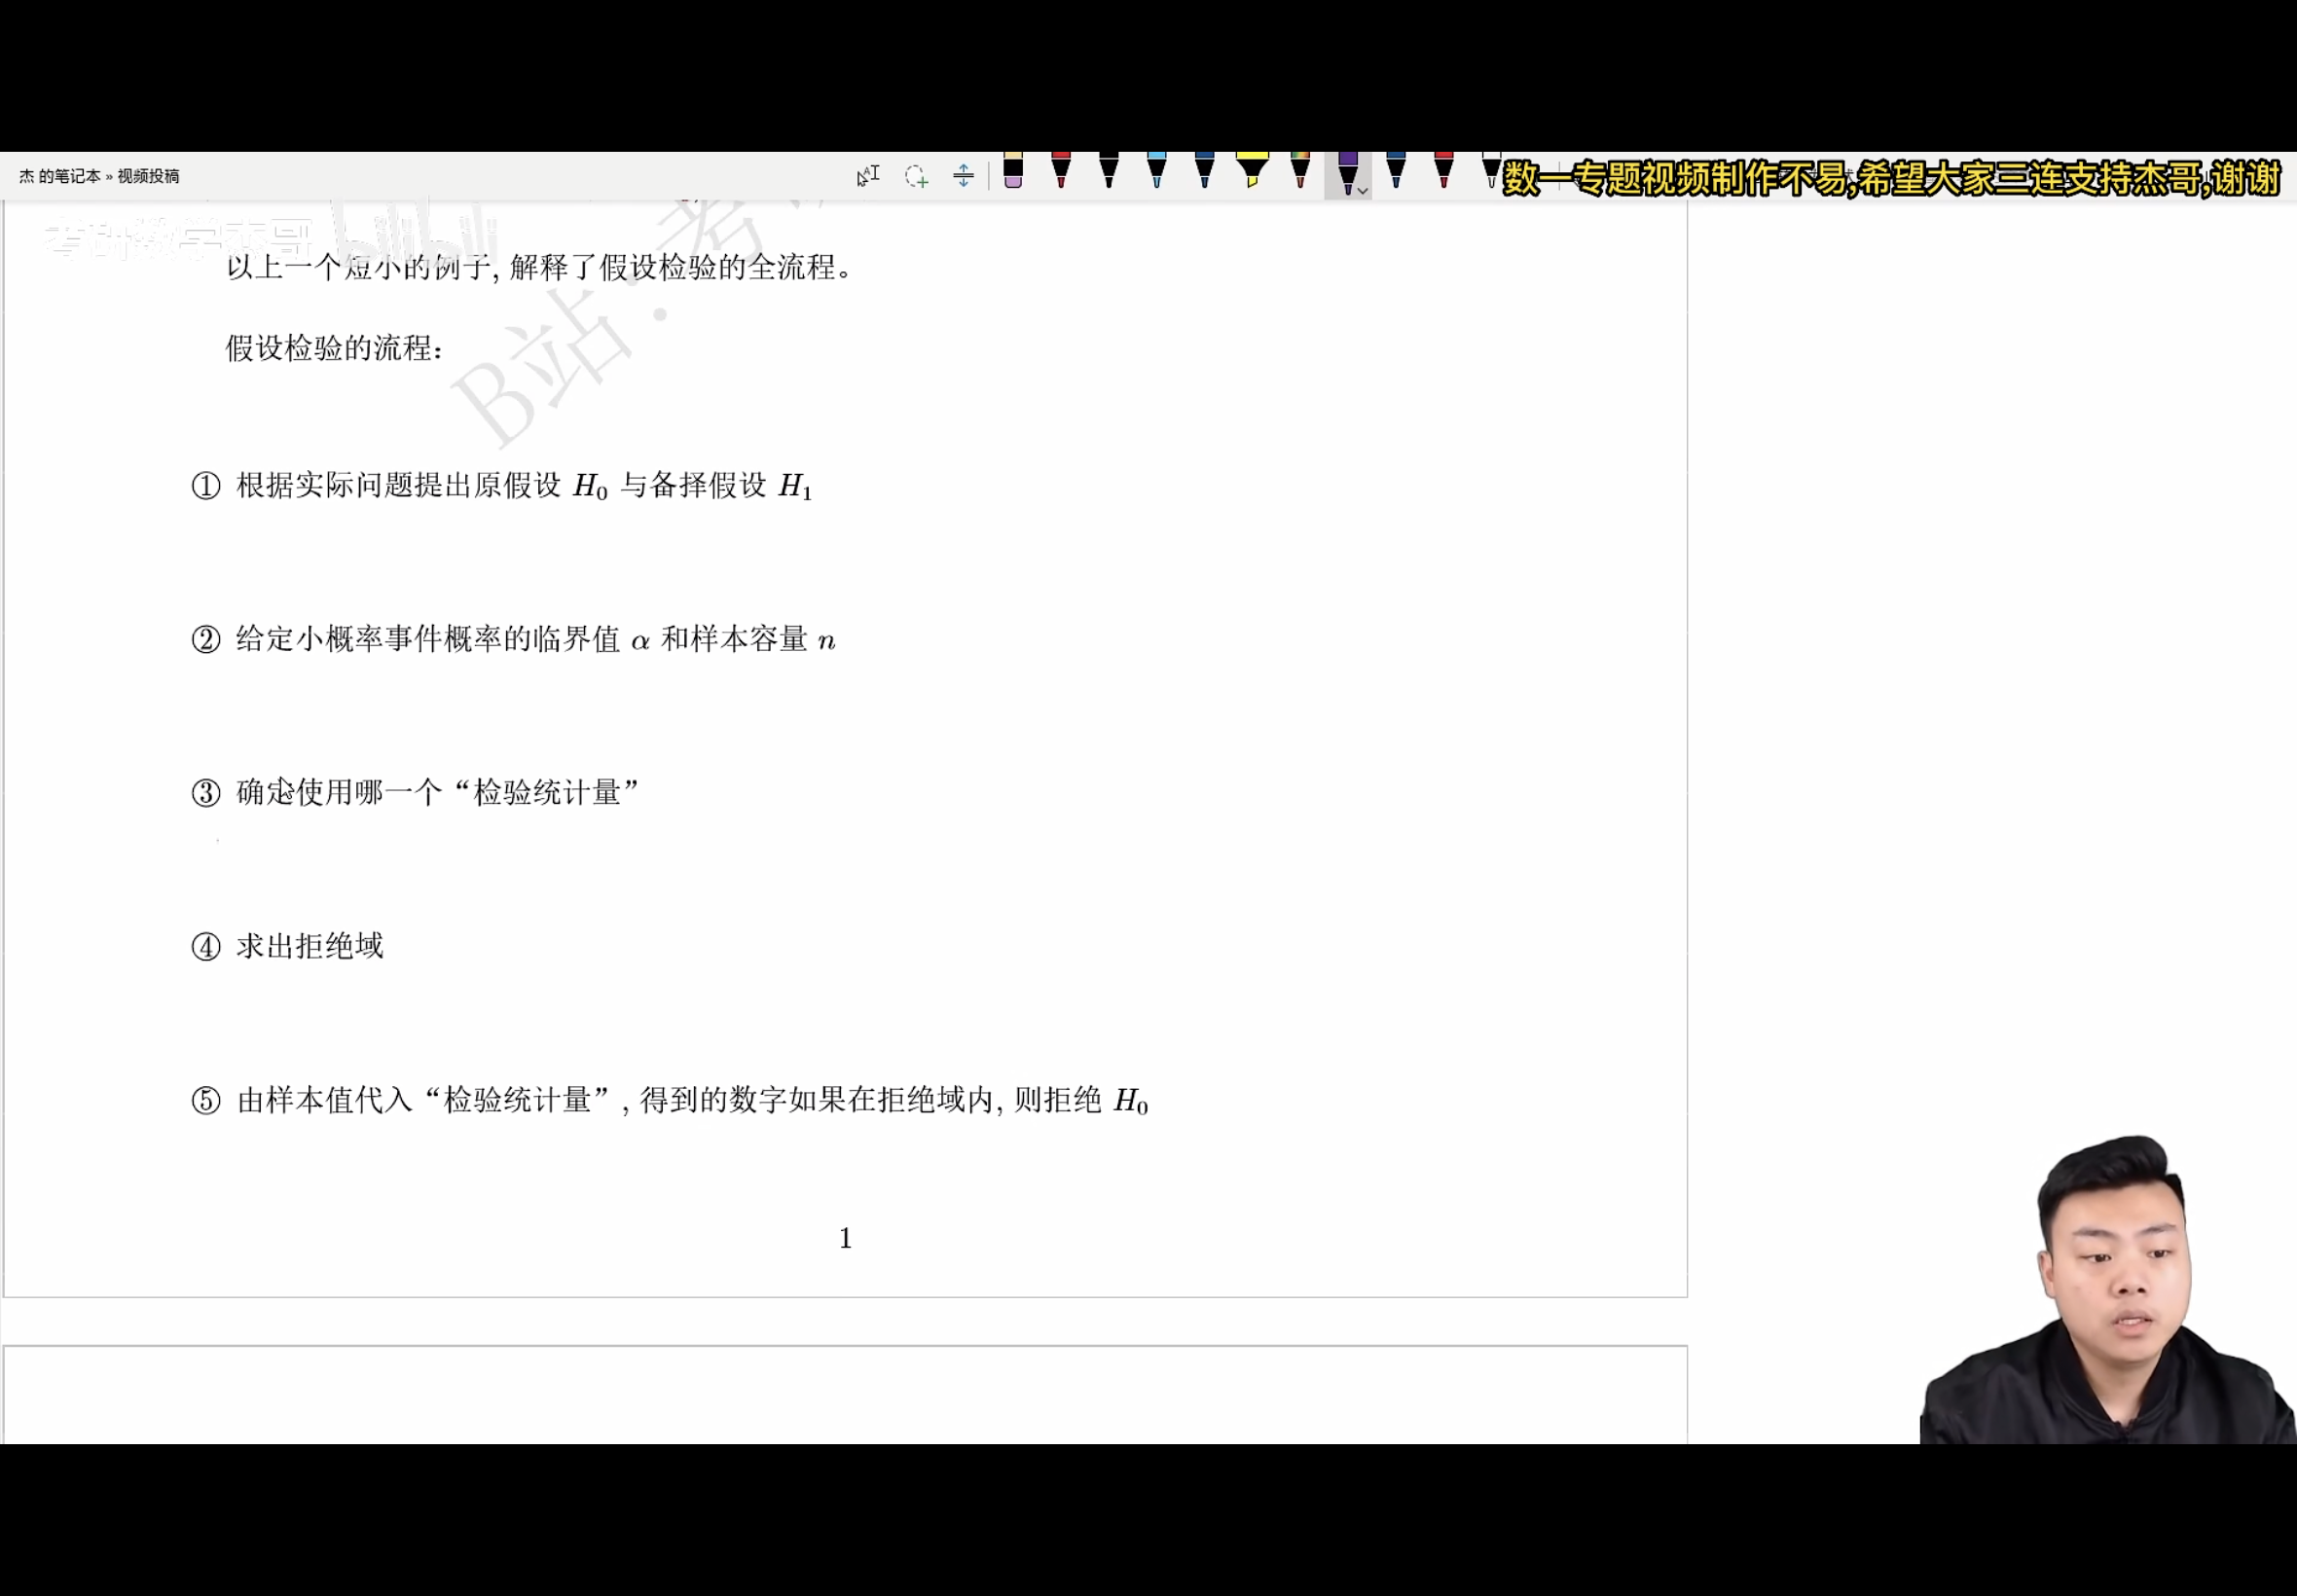 杰 的笔记本 » 视频投稿
数一专题视频制作不易,希望大家三连支持杰哥,谢谢
考研数学杰哥 bilibili
以上一个短小的例子, 解释了假设检验的全流程。
假设检验的流程:
B站:考
① 根据实际问题提出原假设 H₀ 与备择假设 H₁
② 给定小概率事件概率的临界值 α 和样本容量 n
③ 确定使用哪一个“检验统计量”
④ 求出拒绝域
⑤ 由样本值代入“检验统计量”, 得到的数字如果在拒绝域内, 则拒绝 H₀
1